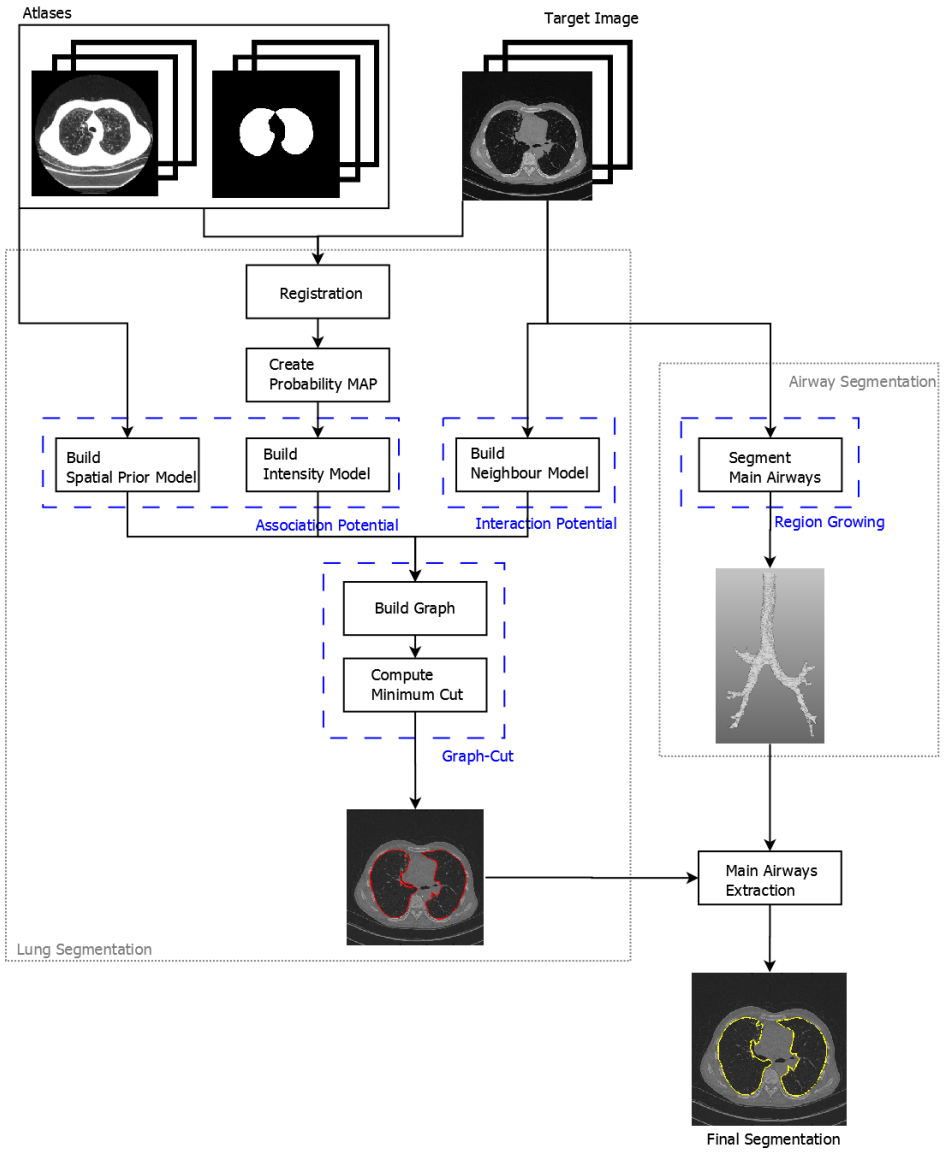 Atlases
Target Image
Registration
Create
Probability MAP
Airway Segmentation
Build
Spatial Prior Model
Build
Intensity Model
Build
Neighbour Model
Segment
Main Airways
Association Potential
Interaction Potential
Region Growing
Build Graph
Compute
Minimum Cut
Graph-Cut
Main Airways
Extraction
Lung Segmentation
Final Segmentation